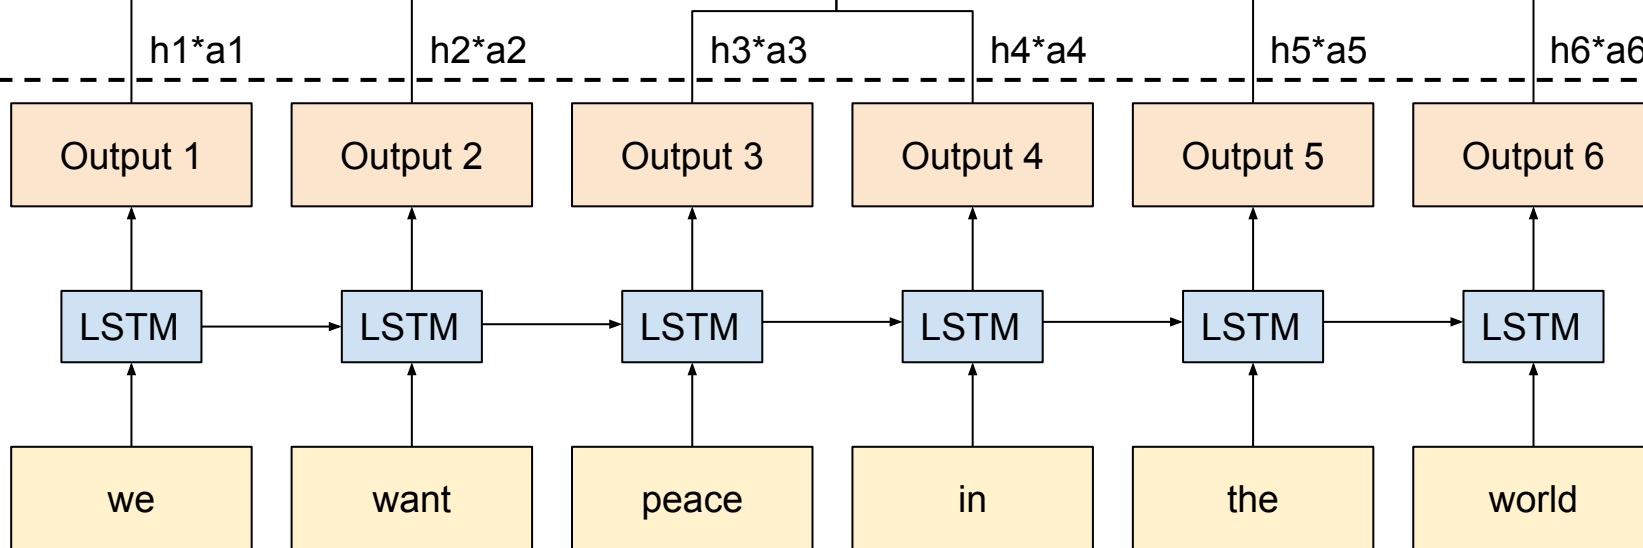 h1*a1 h2*a2 h3*a3 h4*a4 h5*a5 h6*a6
Output 1 Output 2 Output 3 Output 4 Output 5 Output 6
LSTM LSTM LSTM LSTM LSTM LSTM
we want peace in the world